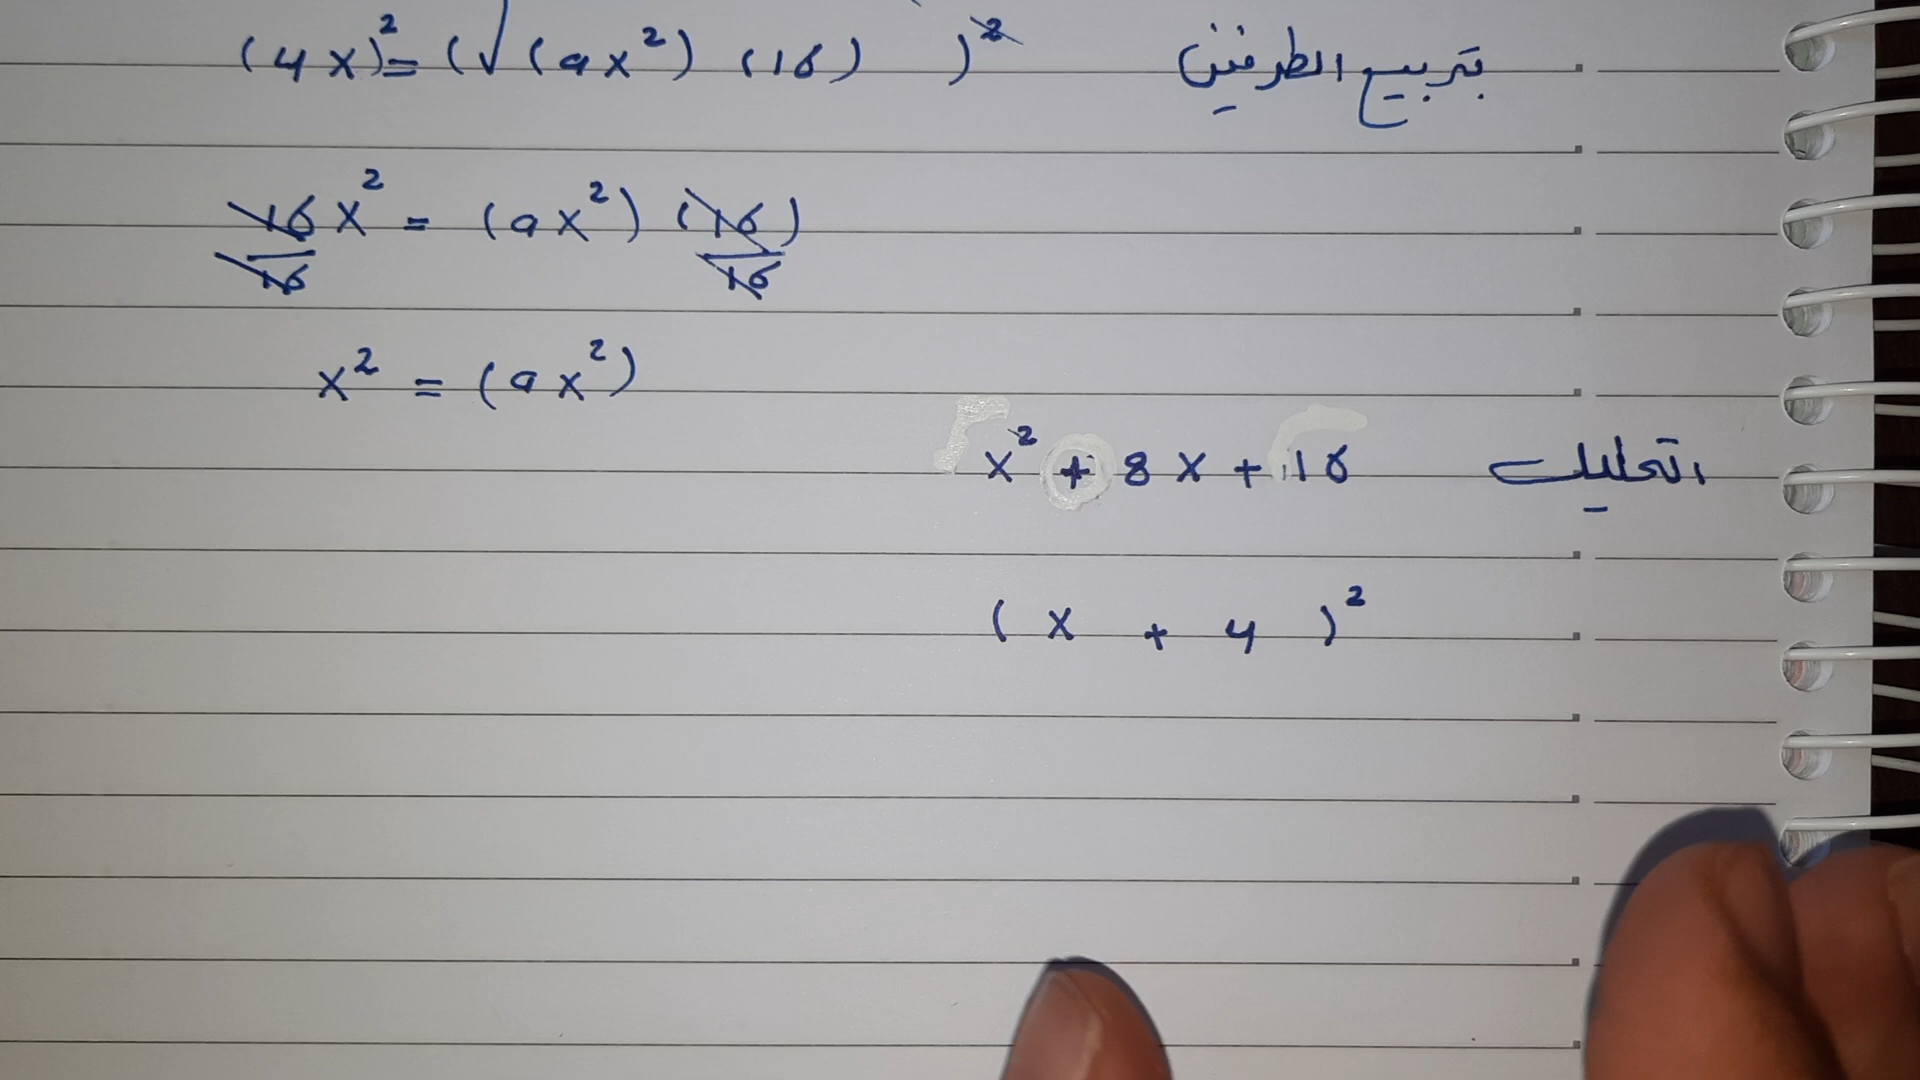 (4x)² = (√(ax²) (16) )² بتربيع الطرفين
16x²/16 = (ax²) (16)/16
x² = (ax²)
x² + 8x + 16 التحليل
( x + 4 )²